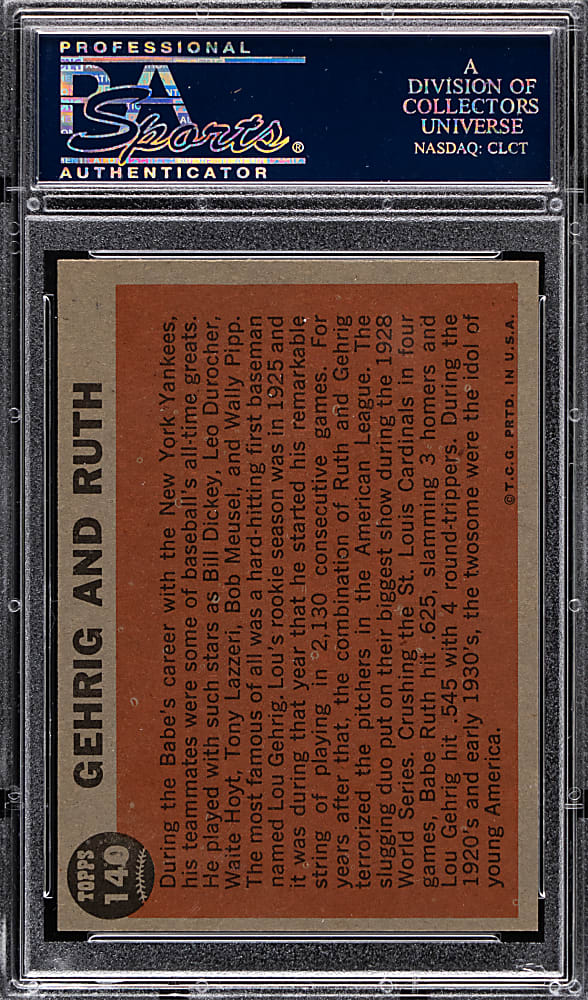 PROFESSIONAL
PSA
Sports®
AUTHENTICATOR
A
DIVISION OF
COLLECTORS
UNIVERSE
NASDAQ: CLCT
TOPPS
140
GEHRIG AND RUTH
During the Babe's career with the New York Yankees,
his teammates were some of baseball's all-time greats.
He played with such stars as Bill Dickey, Leo Durocher,
Waite Hoyt, Tony Lazzeri, Bob Meusel, and Wally Pipp.
The most famous of all was a hard-hitting first baseman
named Lou Gehrig. Lou's rookie season was in 1925 and
it was during that year that he started his remarkable
string of playing in 2,130 consecutive games. For
years after that, the combination of Ruth and Gehrig
terrorized the pitchers in the American League. The
slugging duo put on their biggest show during the 1928
World Series. Crushing the St. Louis Cardinals in four
games, Babe Ruth hit .625, slamming 3 homers and
Lou Gehrig hit .545 with 4 round-trippers. During the
1920's and early 1930's, the twosome were the idol of
young America.
© T.C.G. PRTD. IN U.S.A.